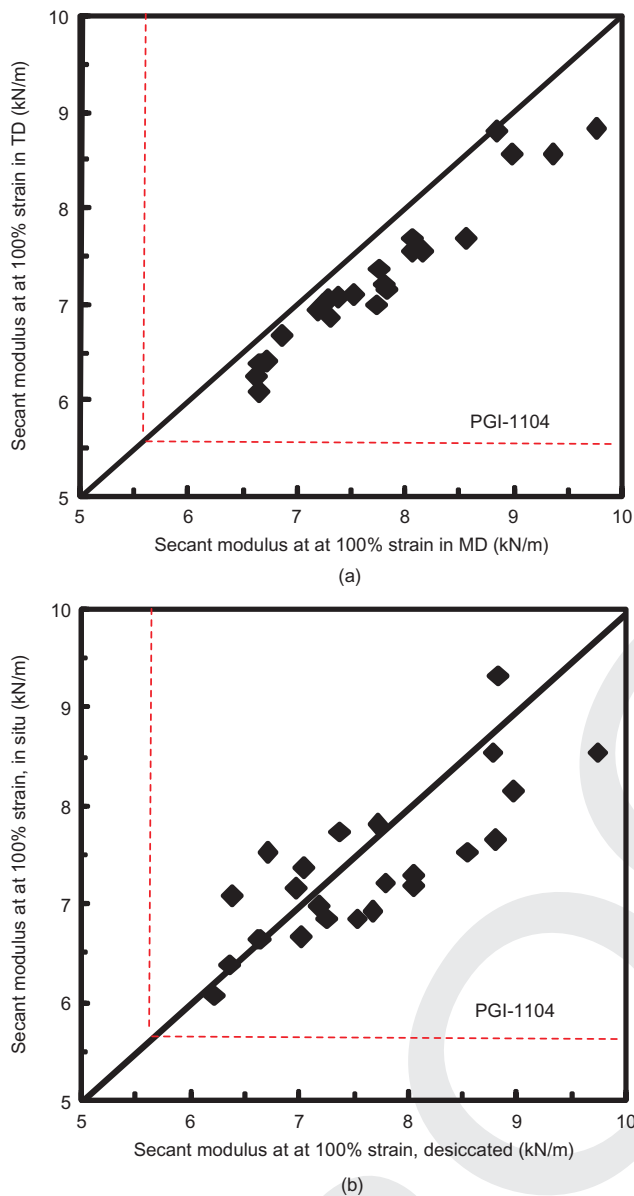 10
9
8
7
6
5
Secant modulus at at 100% strain in TD (kN/m)
PGI-1104
5 6 7 8 9 10
Secant modulus at at 100% strain in MD (kN/m)
(a)
10
9
8
7
6
5
Secant modulus at at 100% strain, in situ (kN/m)
PGI-1104
5 6 7 8 9 10
Secant modulus at at 100% strain, desiccated (kN/m)
(b)